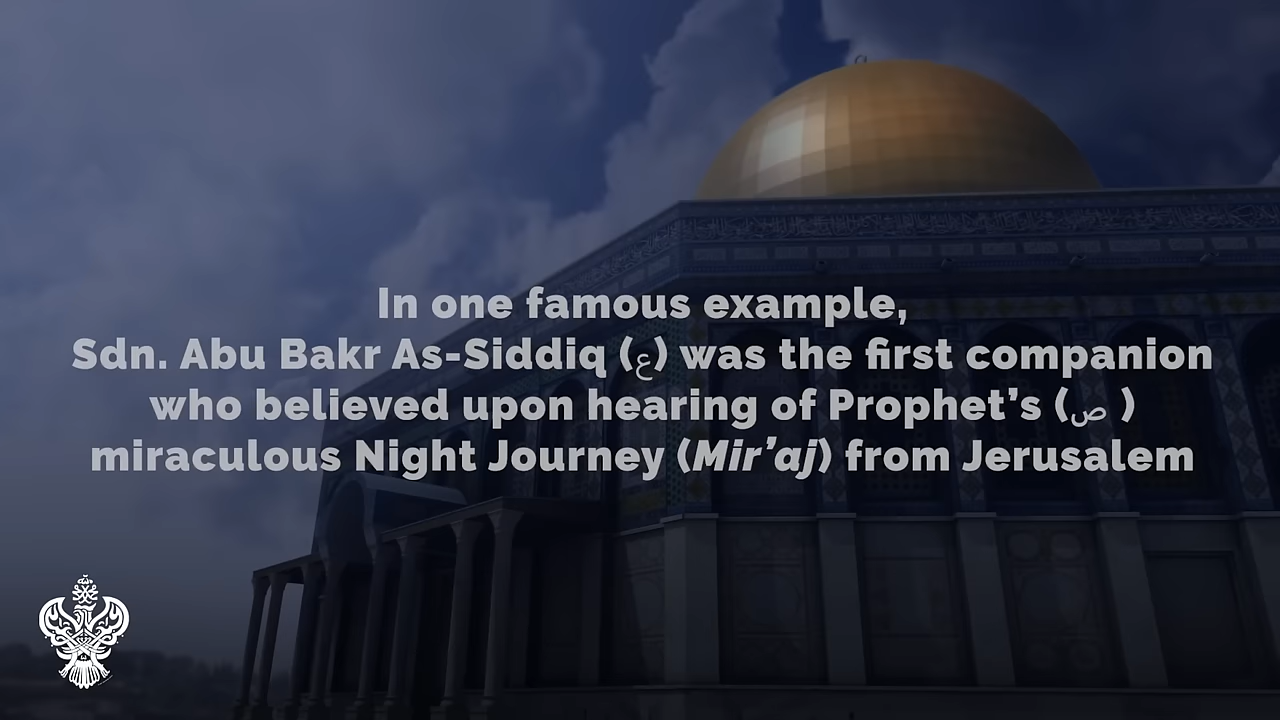 In one famous example,
Sdn. Abu Bakr As-Siddiq (ع) was the first companion
who believed upon hearing of Prophet’s (ص )
miraculous Night Journey (Mir’aj) from Jerusalem